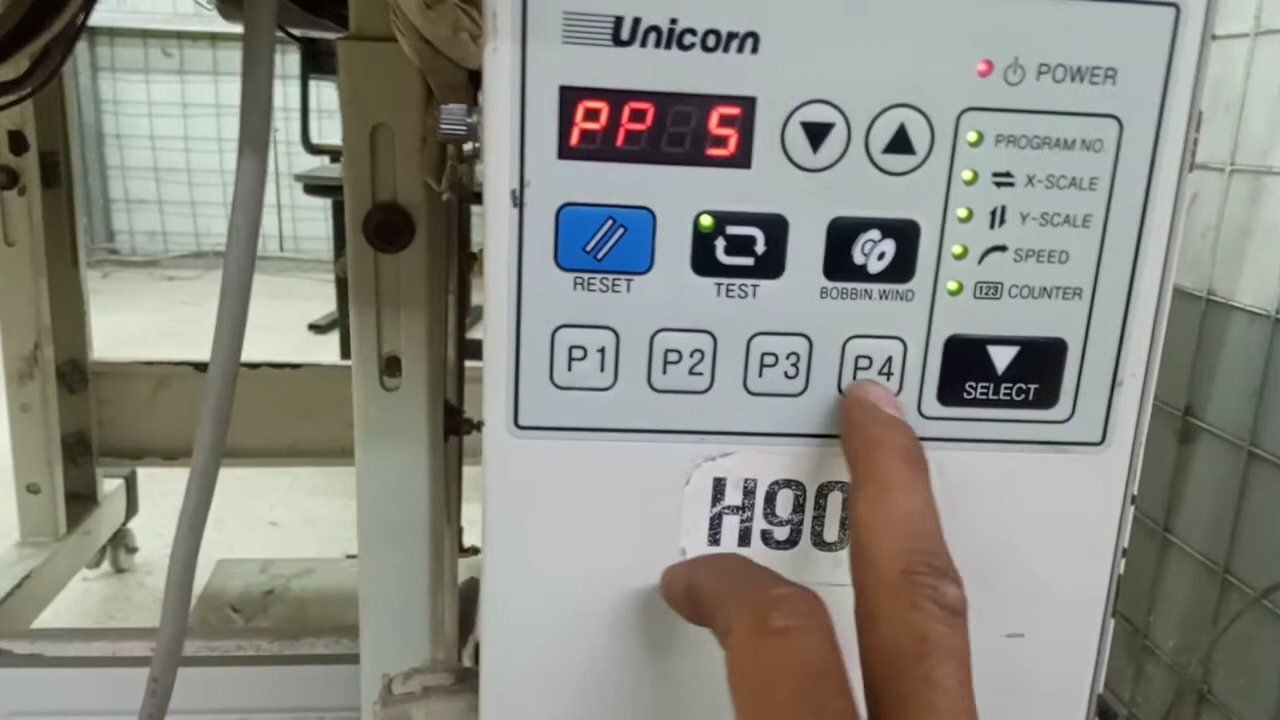 Unicorn
POWER
PP 5
PROGRAM NO
X-SCALE
Y-SCALE
SPEED
123 COUNTER
RESET
TEST
BOBBIN.WIND
P1
P2
P3
P4
SELECT
H90